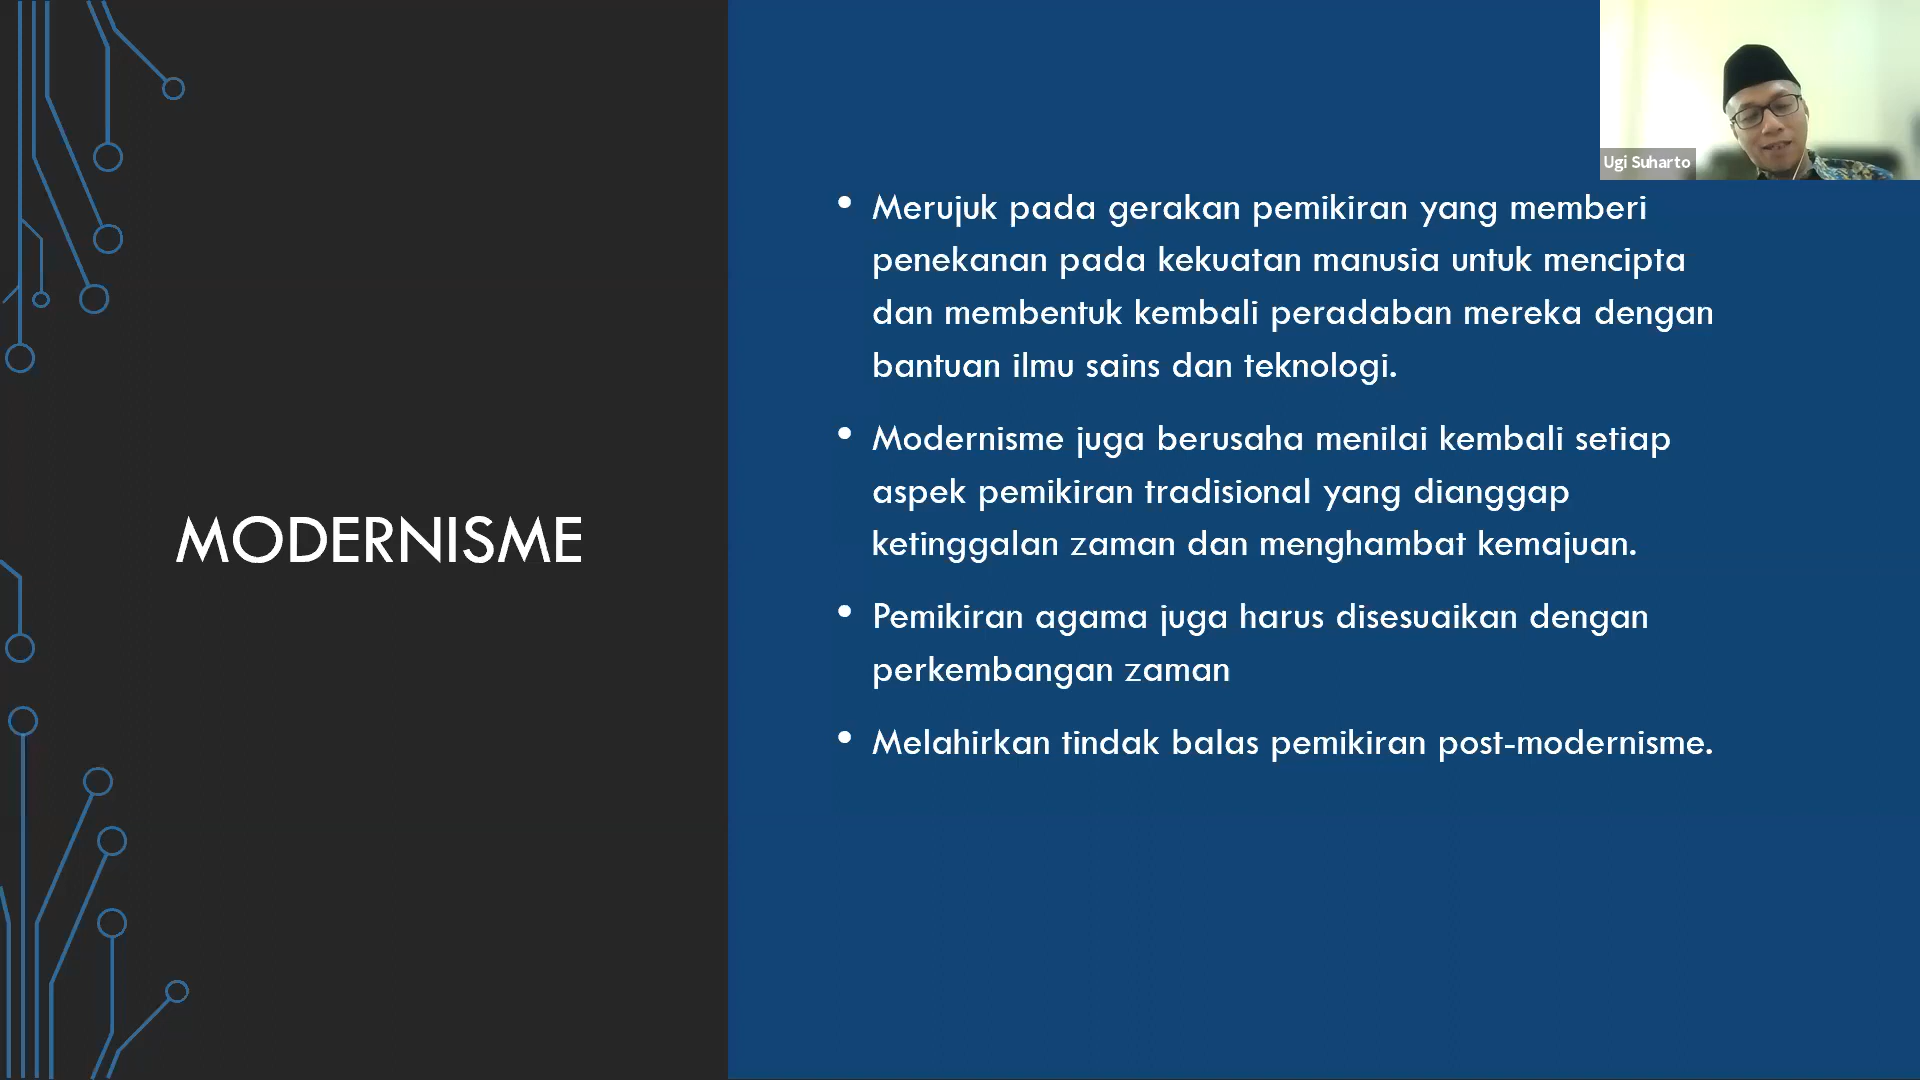 Ugi Suharto
MODERNISME
• Merujuk pada gerakan pemikiran yang memberi
penekanan pada kekuatan manusia untuk mencipta
dan membentuk kembali peradaban mereka dengan
bantuan ilmu sains dan teknologi.
• Modernisme juga berusaha menilai kembali setiap
aspek pemikiran tradisional yang dianggap
ketinggalan zaman dan menghambat kemajuan.
• Pemikiran agama juga harus disesuaikan dengan
perkembangan zaman
• Melahirkan tindak balas pemikiran post-modernisme.